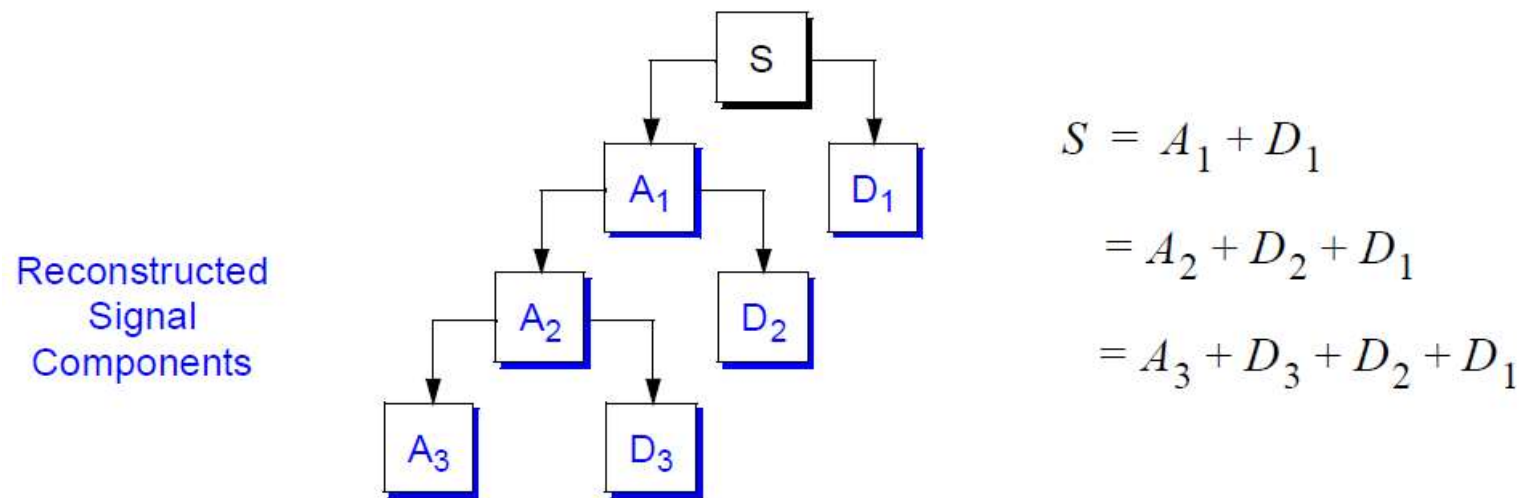 S
A₁
D₁
A₂
D₂
A₃
D₃
Reconstructed
Signal
Components
S = A₁ + D₁
= A₂ + D₂ + D₁
= A₃ + D₃ + D₂ + D₁